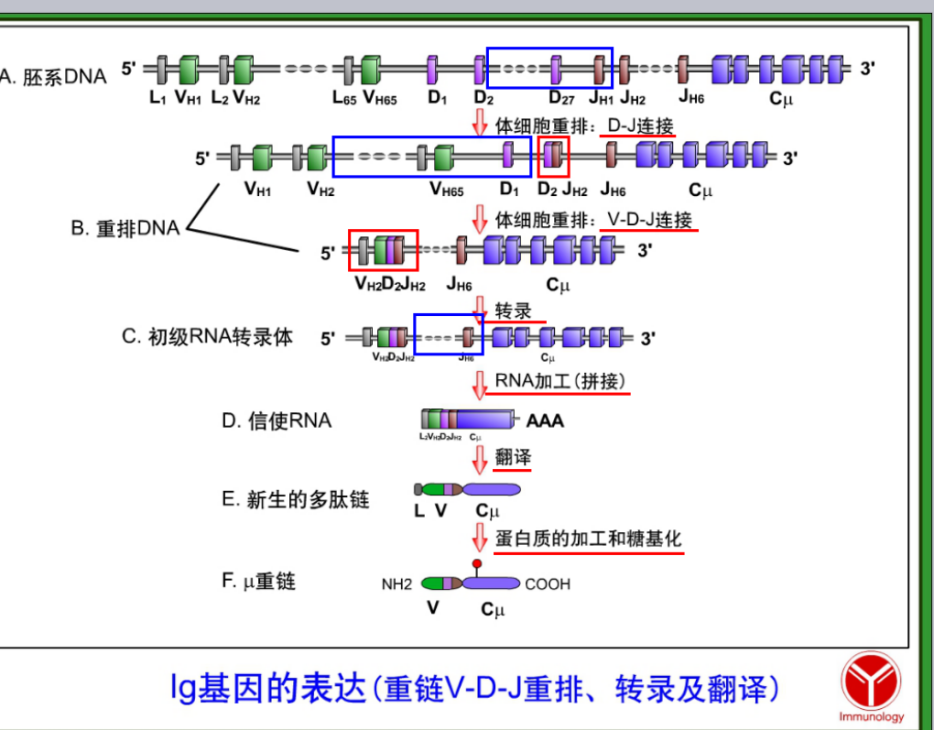 A. 胚系DNA 5' 3'
L1 VH1 L2 VH2 L65 VH65 D1 D2 D27 JH1 JH2 JH6 Cμ
体细胞重排：D-J连接
5' 3'
VH1 VH2 VH65 D1 D2 JH2 JH6 Cμ
B. 重排DNA
体细胞重排：V-D-J连接
5' 3'
VH2D2JH2 JH6 Cμ
转录
C. 初级RNA转录体 5' 3'
VH2D2JH2 JH6 Cμ
RNA加工(拼接)
D. 信使RNA AAA
L2VH2D2JH2 Cμ
翻译
E. 新生的多肽链
L V Cμ
蛋白质的加工和糖基化
F. μ重链 NH2 COOH
V Cμ
Ig基因的表达(重链V-D-J重排、转录及翻译)
Immunology